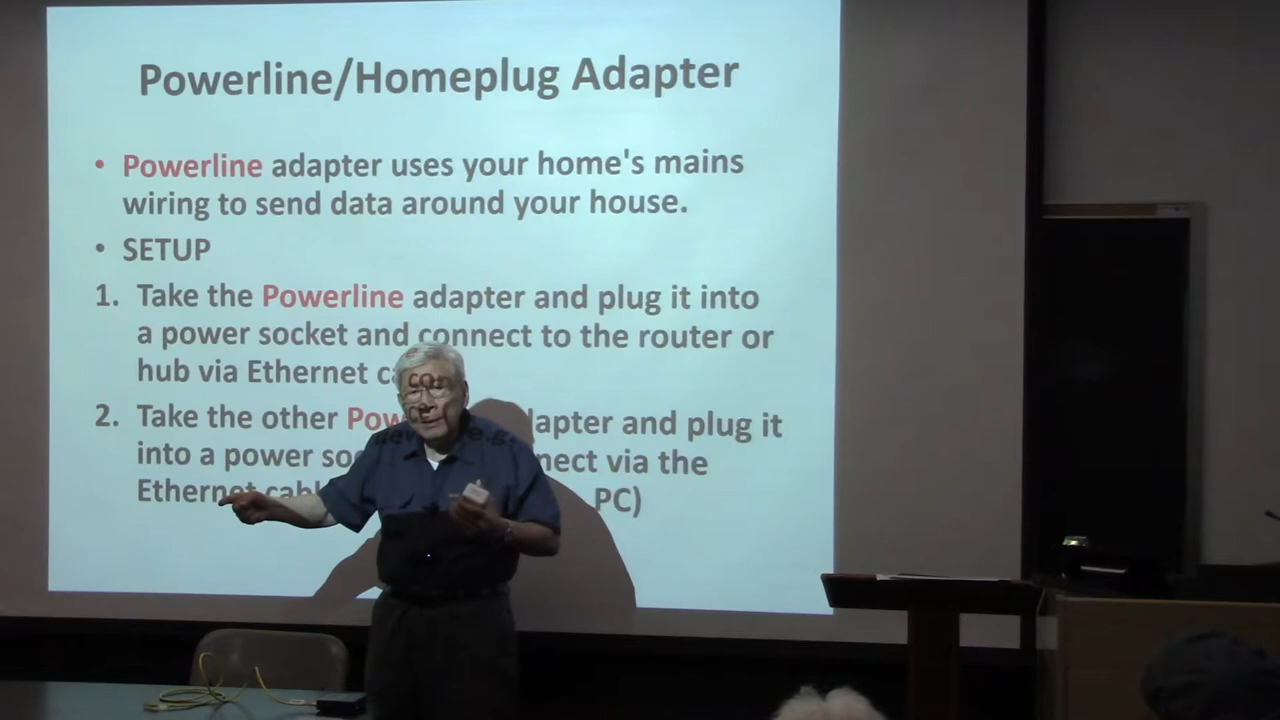 Powerline/Homeplug Adapter
• Powerline adapter uses your home's mains
wiring to send data around your house.
• SETUP
1. Take the Powerline adapter and plug it into
a power socket and connect to the router or
hub via Ethernet
2. Take the other adapter and plug it
into a power via the
Ethernet e.g. PC)